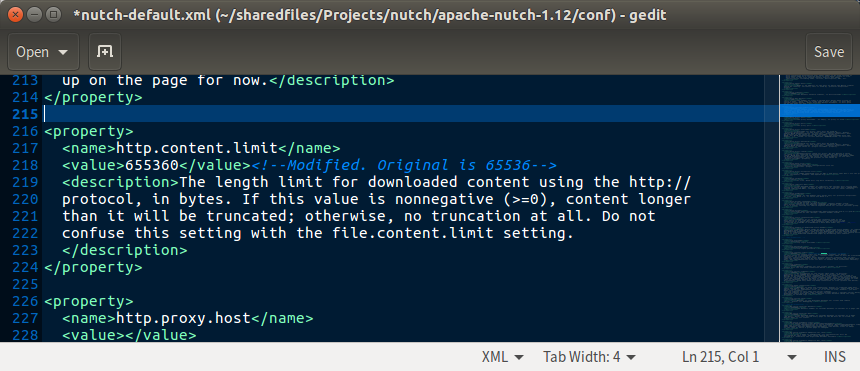 *nutch-default.xml (~/sharedfiles/Projects/nutch/apache-nutch-1.12/conf) - gedit
Open
Save
213 up on the page for now.</description>
214 </property>
215
216 <property>
217 <name>http.content.limit</name>
218 <value>655360</value><!--Modified. Original is 65536-->
219 <description>The length limit for downloaded content using the http://
220 protocol, in bytes. If this value is nonnegative (>=0), content longer
221 than it will be truncated; otherwise, no truncation at all. Do not
222 confuse this setting with the file.content.limit setting.
223 </description>
224 </property>
225
226 <property>
227 <name>http.proxy.host</name>
228 <value></value>
XML Tab Width: 4 Ln 215, Col 1 INS